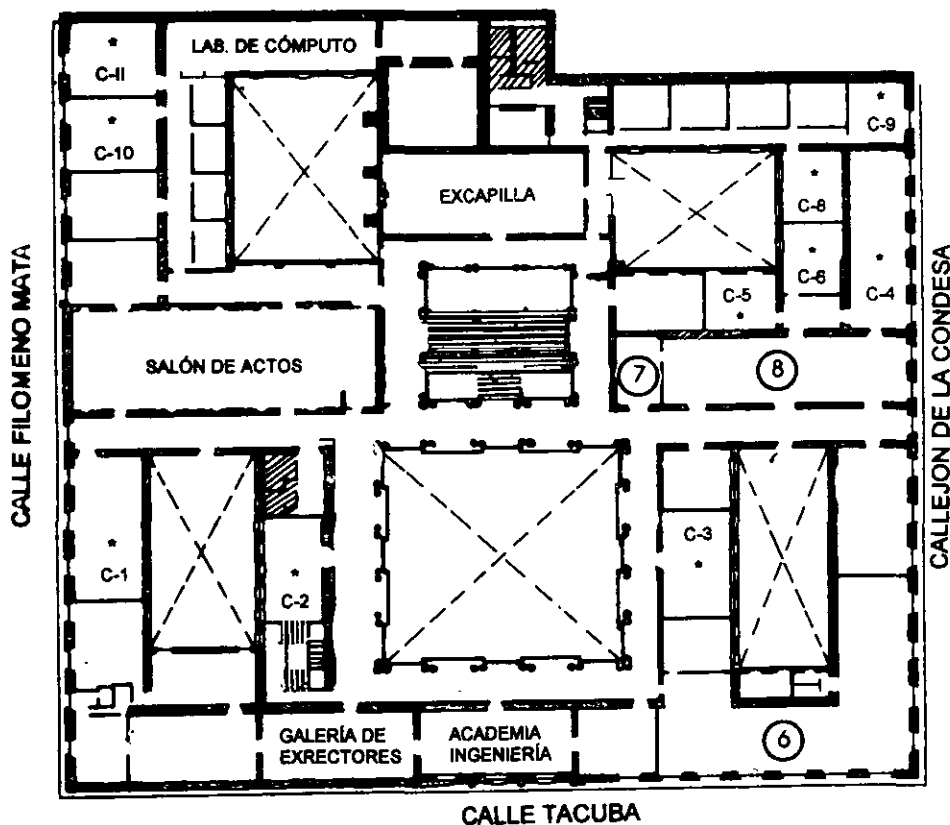 LAB. DE CÓMPUTO
C-II
C-9
C-10
EXCAPILLA
C-8
C-6
C-5
C-4
CALLE FILOMENO MATA
SALÓN DE ACTOS
7
8
CALLEJON DE LA CONDESA
C-1
C-2
C-3
GALERÍA DE
EXRECTORES
ACADEMIA
INGENIERÍA
6
CALLE TACUBA